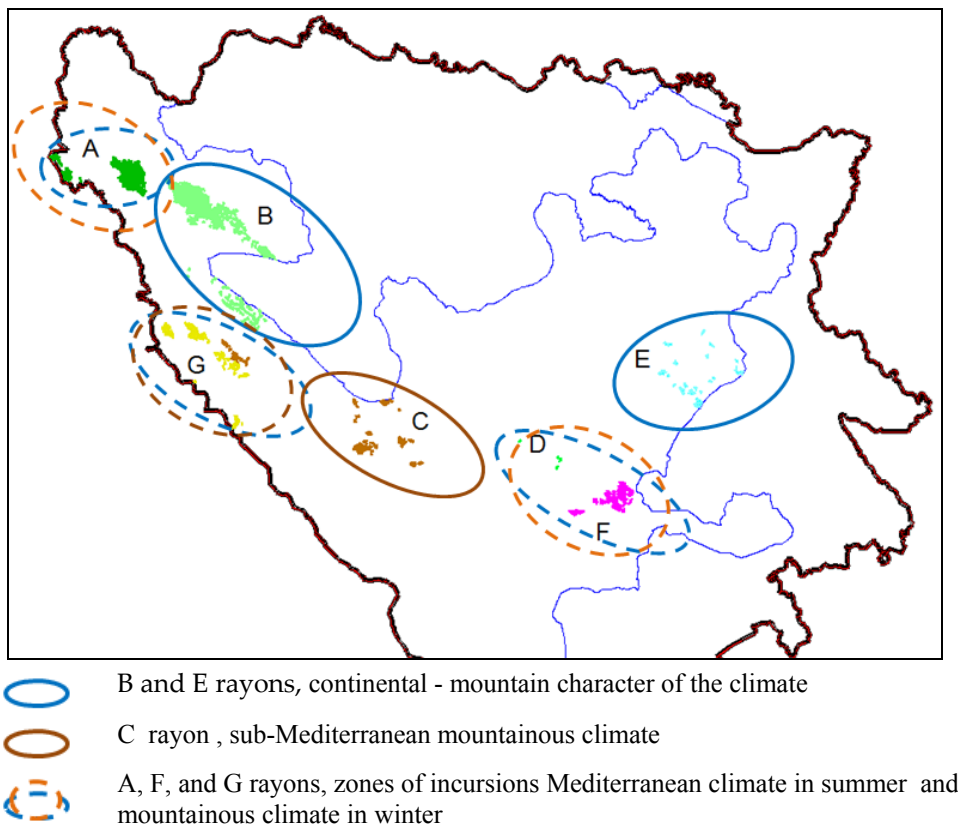 A
B
G
E
C
D
F
B and E rayons, continental - mountain character of the climate
C rayon , sub-Mediterranean mountainous climate
A, F, and G rayons, zones of incursions Mediterranean climate in summer and
mountainous climate in winter